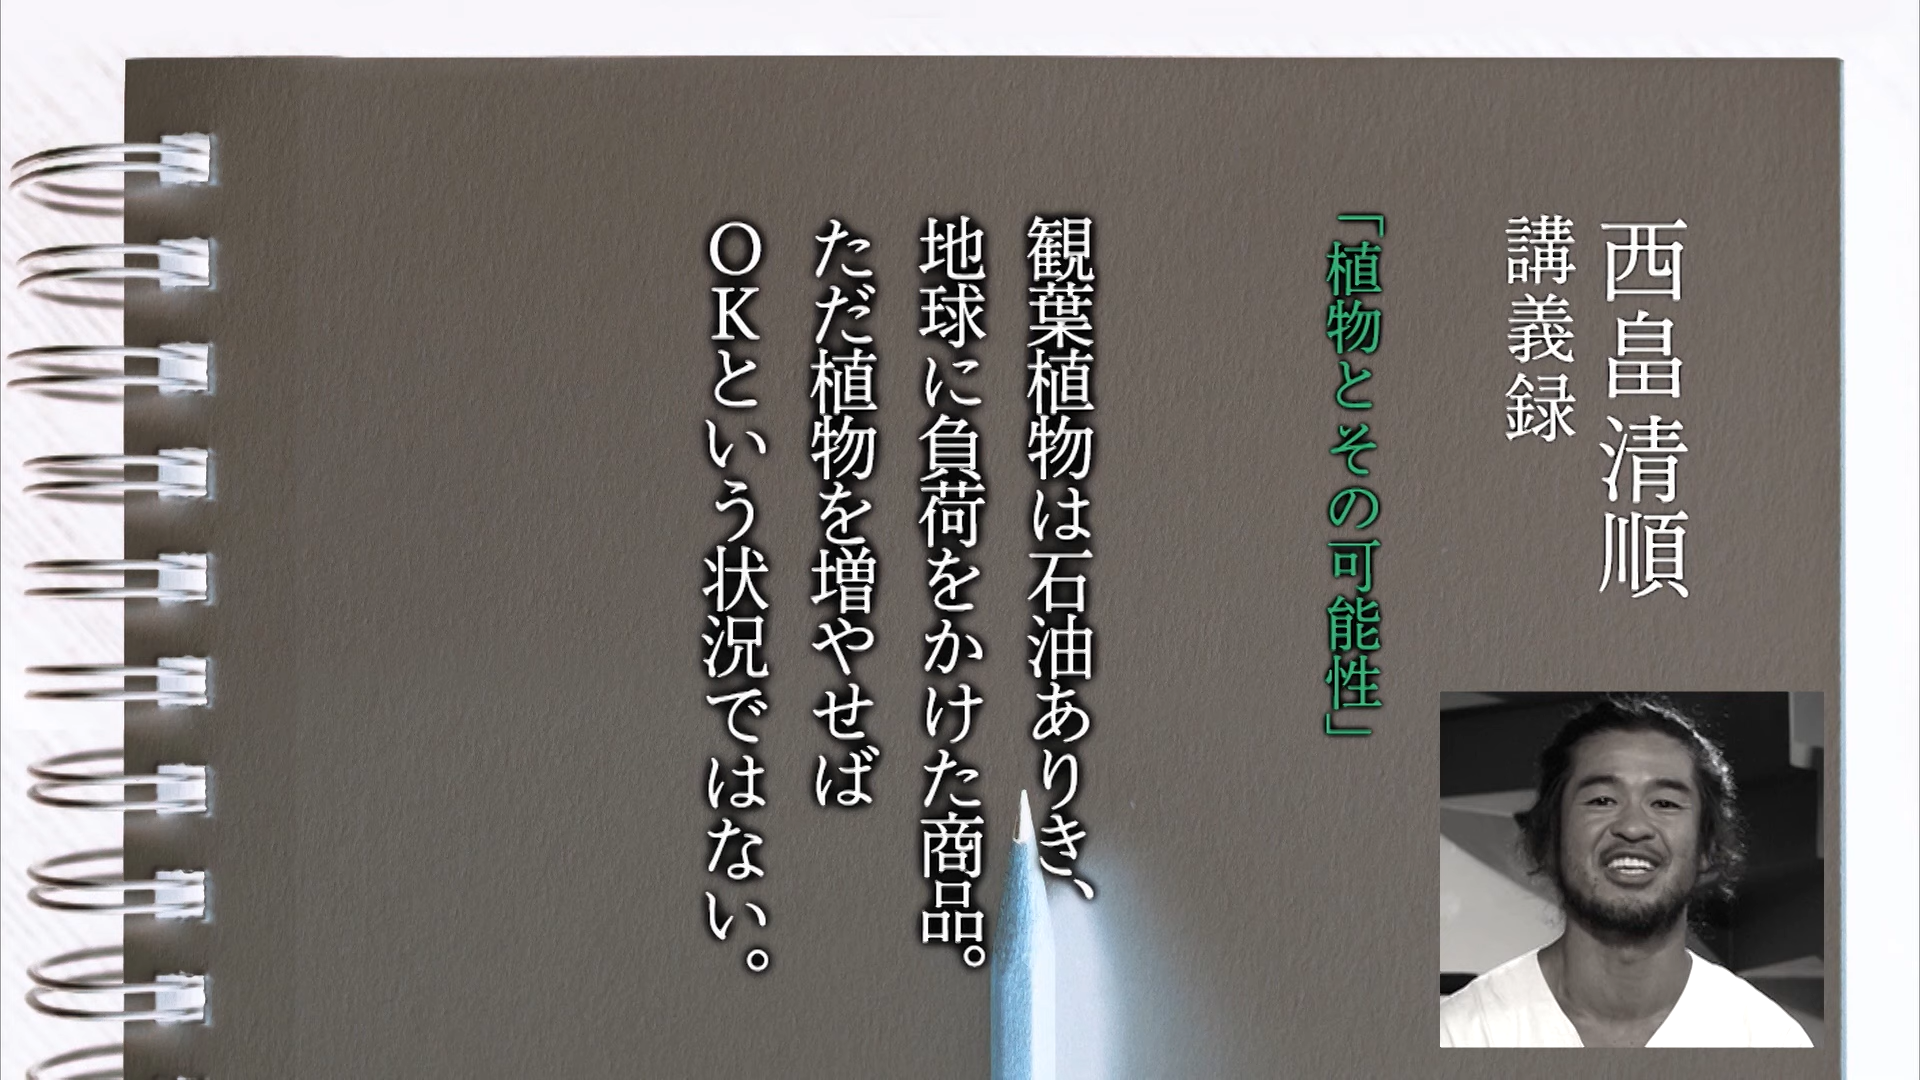 西畠清順
講義録
「植物とその可能性」
観葉植物は石油ありき、
地球に負荷をかけた商品。
ただ植物を増やせば
OKという状況ではない。